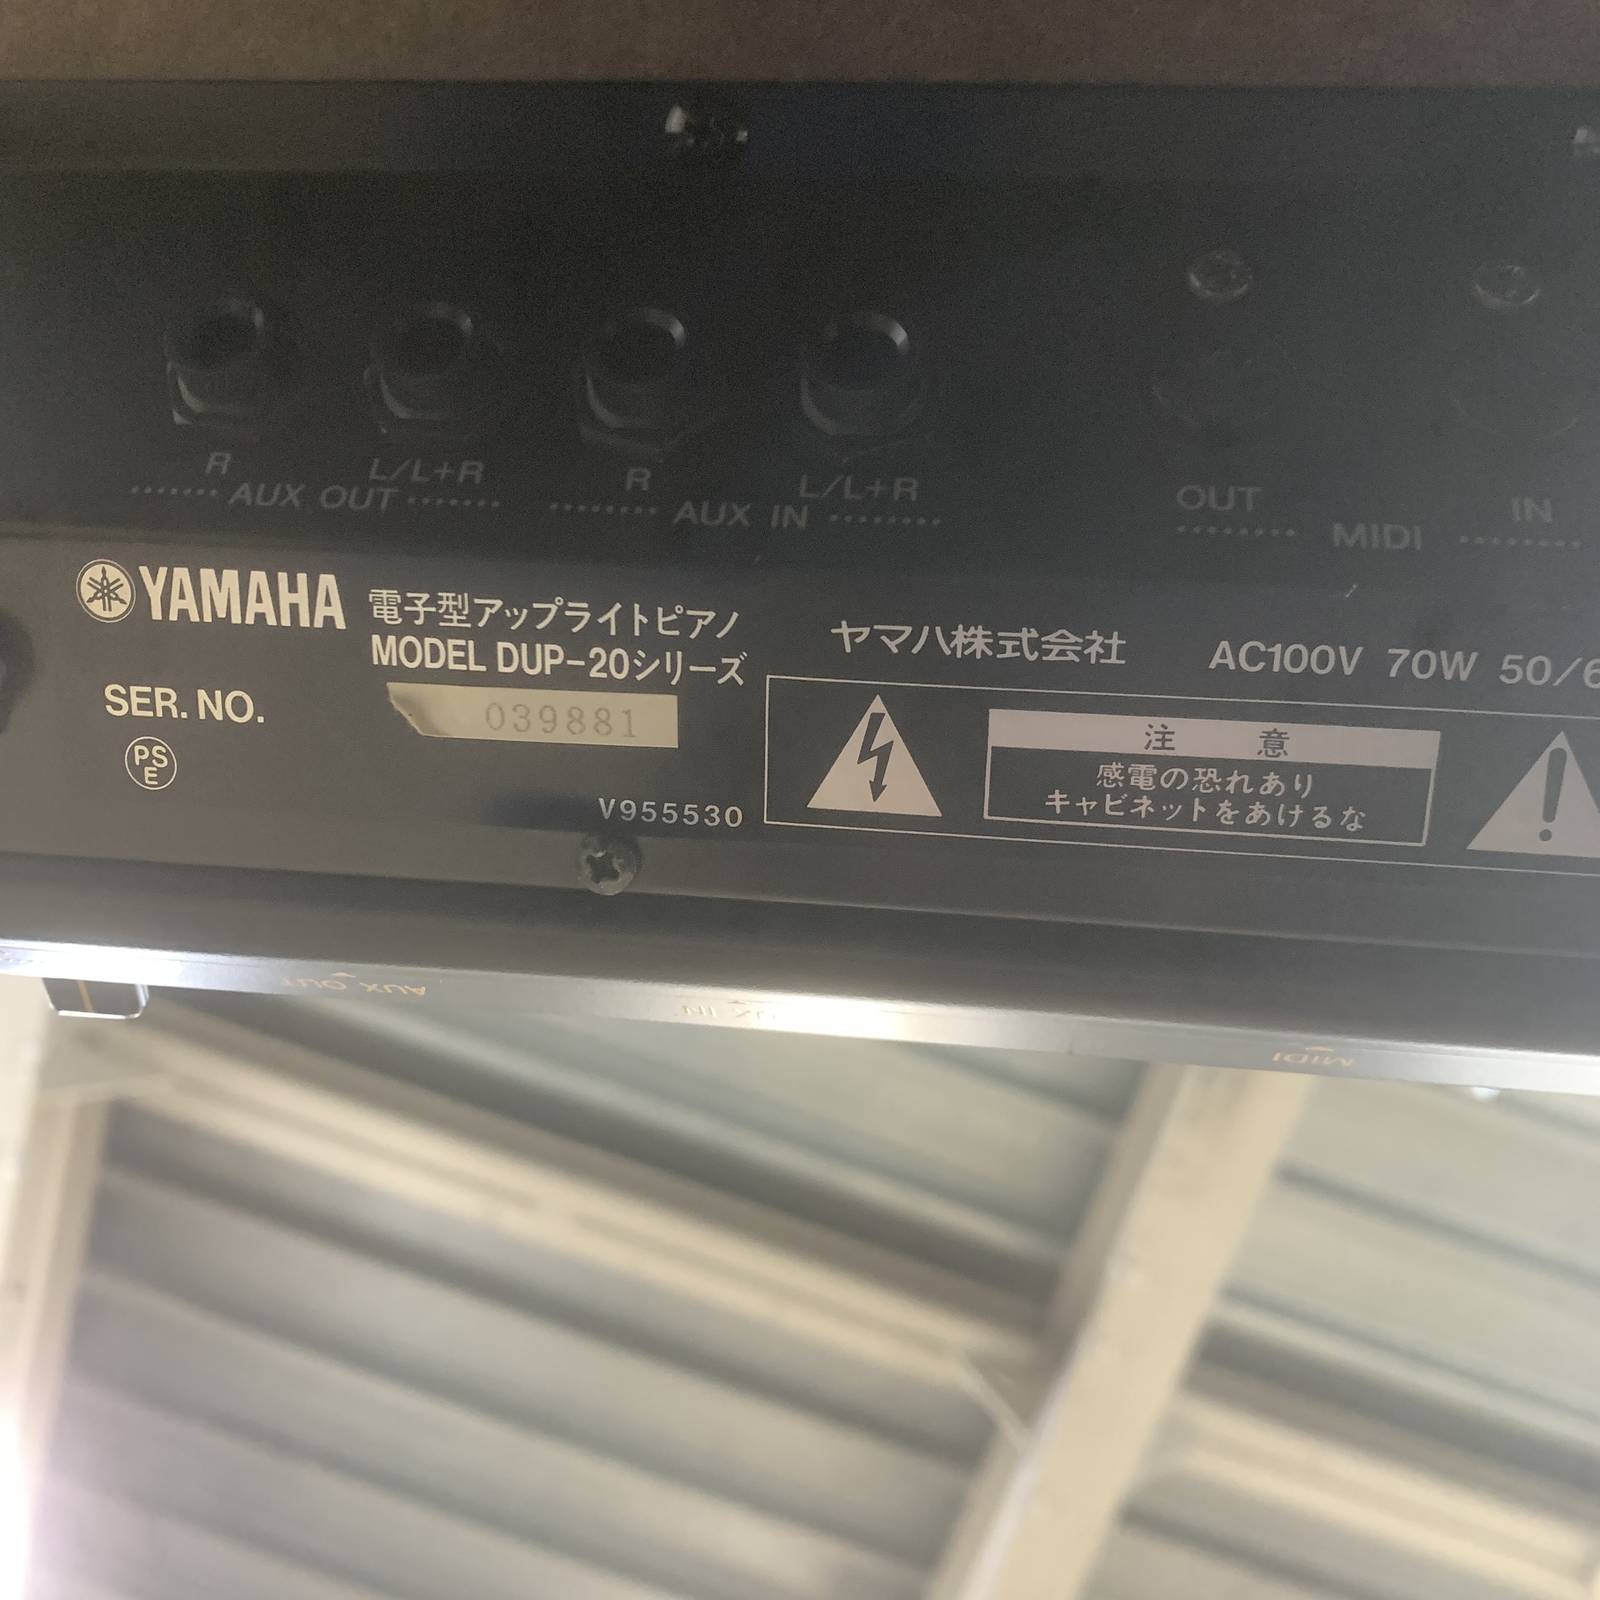 R L/L+R R L/L+R OUT IN
AUX OUT AUX IN MIDI
YAMAHA 電子型アップライトピアノ
MODEL DUP-20シリーズ
ヤマハ株式会社 AC100V 70W 50/6
SER. NO. 039881
PS
E
V955530
注意
感電の恐れあり
キャビネットをあけるな
AUX OUT
MIDI